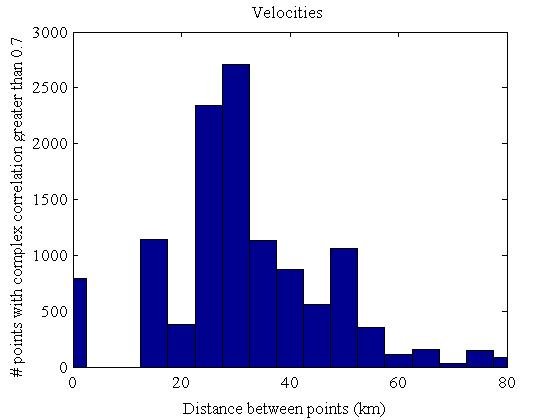 Velocities
# points with complex correlation greater than 0.7
3000
2500
2000
1500
1000
500
0
0 20 40 60 80
Distance between points (km)